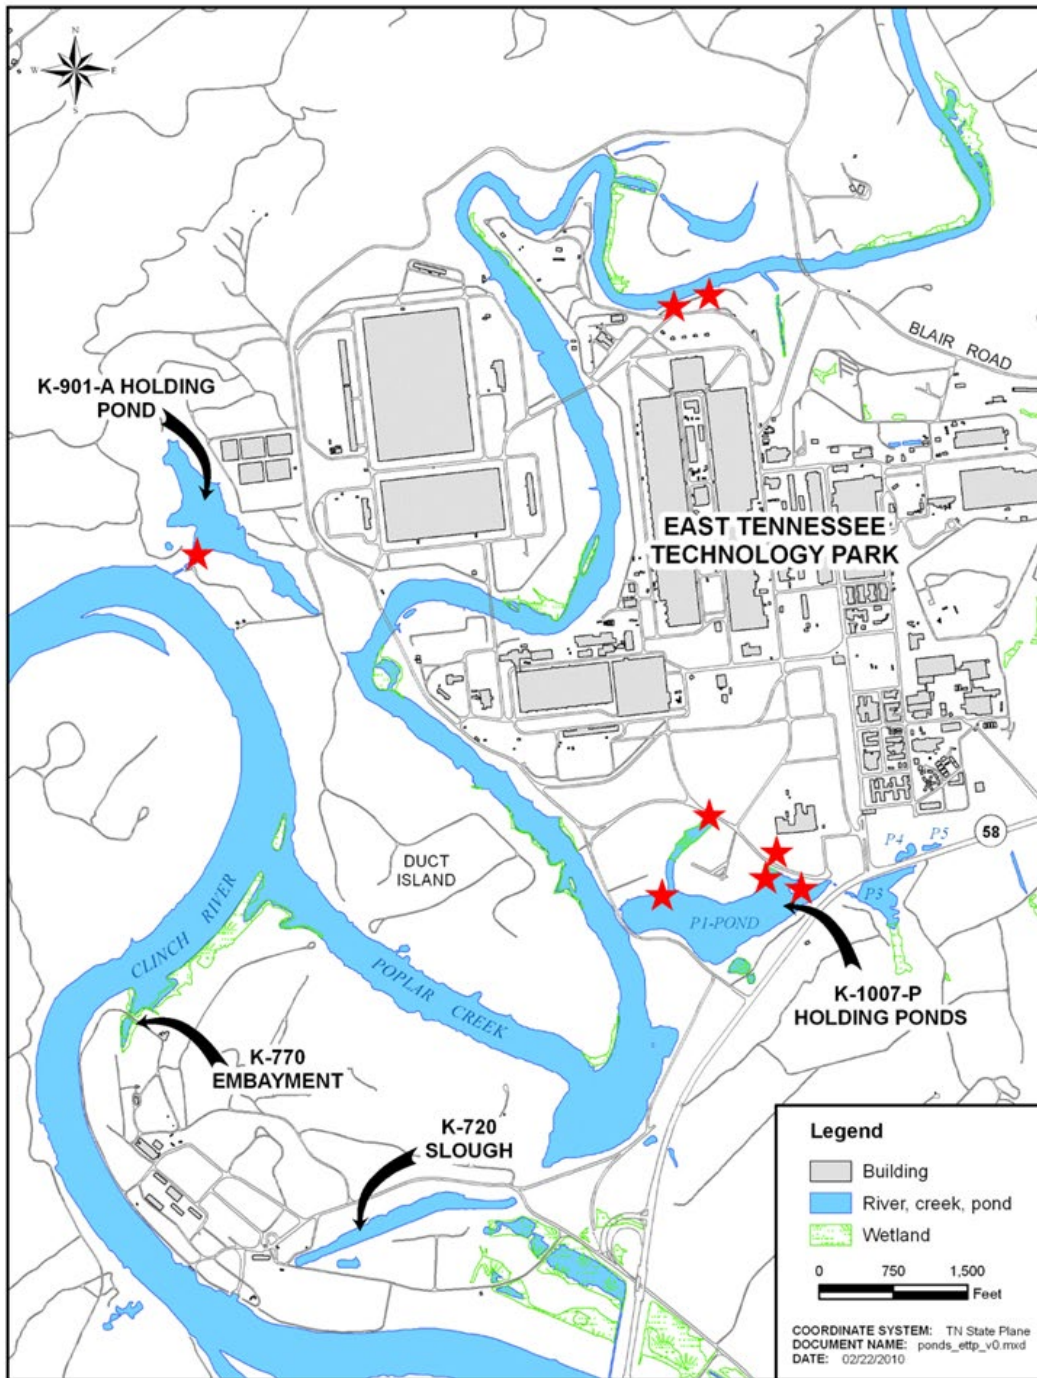 N
W
E
S
BLAIR ROAD
K-901-A HOLDING
POND
EAST TENNESSEE
TECHNOLOGY PARK
58
P4
P5
DUCT
ISLAND
P3
P1-POND
CLINCH RIVER
POPLAR CREEK
K-1007-P
HOLDING PONDS
K-770
EMBAYMENT
K-720
SLOUGH
Legend
Building
River, creek, pond
Wetland
0 750 1,500
Feet
COORDINATE SYSTEM: TN State Plane
DOCUMENT NAME: ponds_ettp_v0.mxd
DATE: 02/22/2010